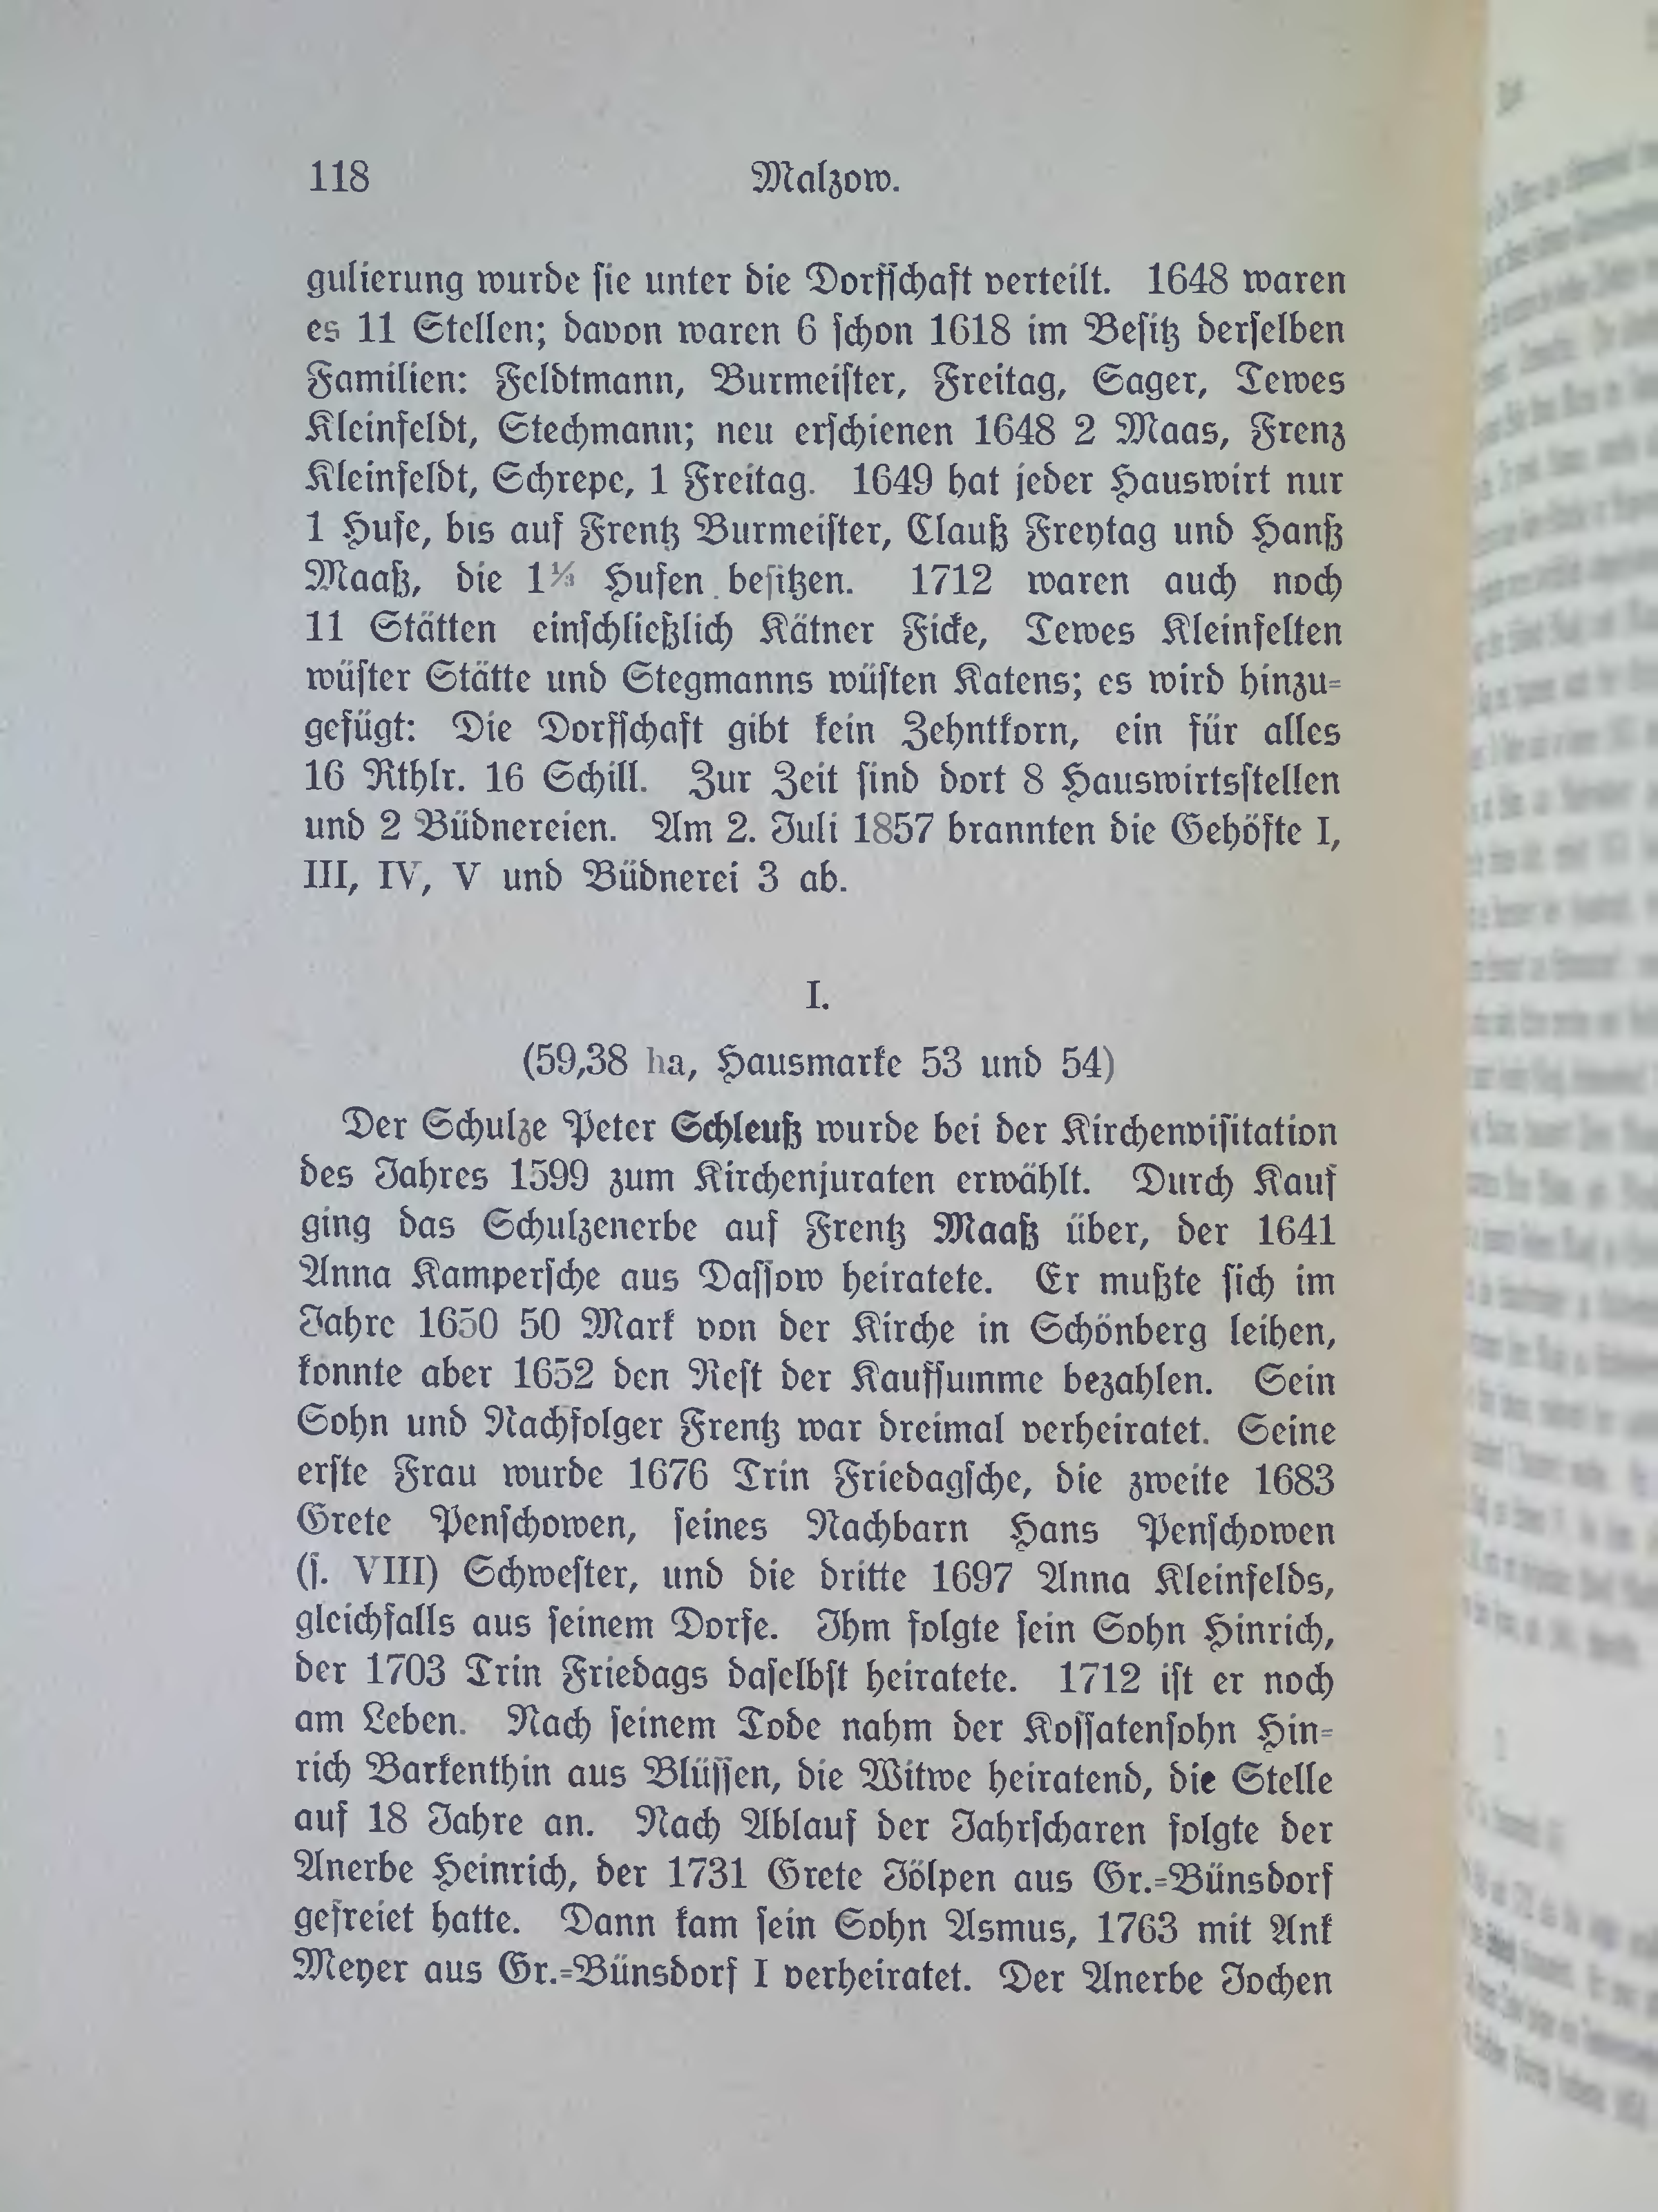 118 Malzow.
gulierung wurde sie unter die Dorfschaft verteilt. 1648 waren
es 11 Stellen; davon waren 6 schon 1618 im Besitz derselben
Familien: Feldtmann, Burmeister, Freitag, Sager, Tewes
Kleinfeldt, Stechmann; neu erschienen 1648 2 Maas, Frenz
Kleinfeldt, Schrepe, 1 Freitag. 1649 hat jeder Hauswirt nur
1 Hufe, bis auf Frentz Burmeister, Clauß Freytag und Hanß
Maaß, die 1⅓ Hufen besitzen. 1712 waren auch noch
11 Stätten einschließlich Kätner Ficke, Tewes Kleinfelten
wüster Stätte und Stegmanns wüsten Katens; es wird hinzu-
gefügt: Die Dorfschaft gibt kein Zehntkorn, ein für alles
16 Rthlr. 16 Schill. Zur Zeit sind dort 8 Hauswirtsstellen
und 2 Büdnereien. Am 2. Juli 1857 brannten die Gehöfte I,
III, IV, V und Büdnerei 3 ab.
I.
(59,38 ha, Hausmarke 53 und 54)
Der Schulze Peter Schleuß wurde bei der Kirchenvisitation
des Jahres 1599 zum Kirchenjuraten erwählt. Durch Kauf
ging das Schulzenerbe auf Frentz Maaß über, der 1641
Anna Kampersche aus Dassow heiratete. Er mußte sich im
Jahre 1650 50 Mark von der Kirche in Schönberg leihen,
konnte aber 1652 den Rest der Kaufsumme bezahlen. Sein
Sohn und Nachfolger Frentz war dreimal verheiratet. Seine
erste Frau wurde 1676 Trin Friedagsche, die zweite 1683
Grete Penschowen, seines Nachbarn Hans Penschowen
(s. VIII) Schwester, und die dritte 1697 Anna Kleinfelds,
gleichfalls aus seinem Dorfe. Ihm folgte sein Sohn Hinrich,
der 1703 Trin Friedags daselbst heiratete. 1712 ist er noch
am Leben. Nach seinem Tode nahm der Kossatensohn Hin-
rich Barkenthin aus Blüssen, die Witwe heiratend, die Stelle
auf 18 Jahre an. Nach Ablauf der Jahrscharen folgte der
Anerbe Heinrich, der 1731 Grete Jölpen aus Gr.-Bünsdorf
gefreiet hatte. Dann kam sein Sohn Asmus, 1763 mit Ank
Meyer aus Gr.-Bünsdorf I verheiratet. Der Anerbe Jochen